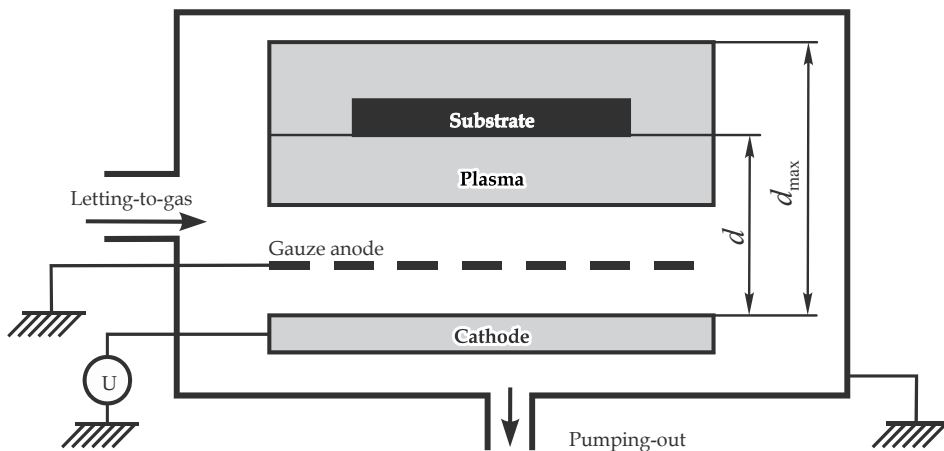 Substrate
Plasma
Letting-to-gas
Gauze anode
d
d_max
Cathode
U
Pumping-out